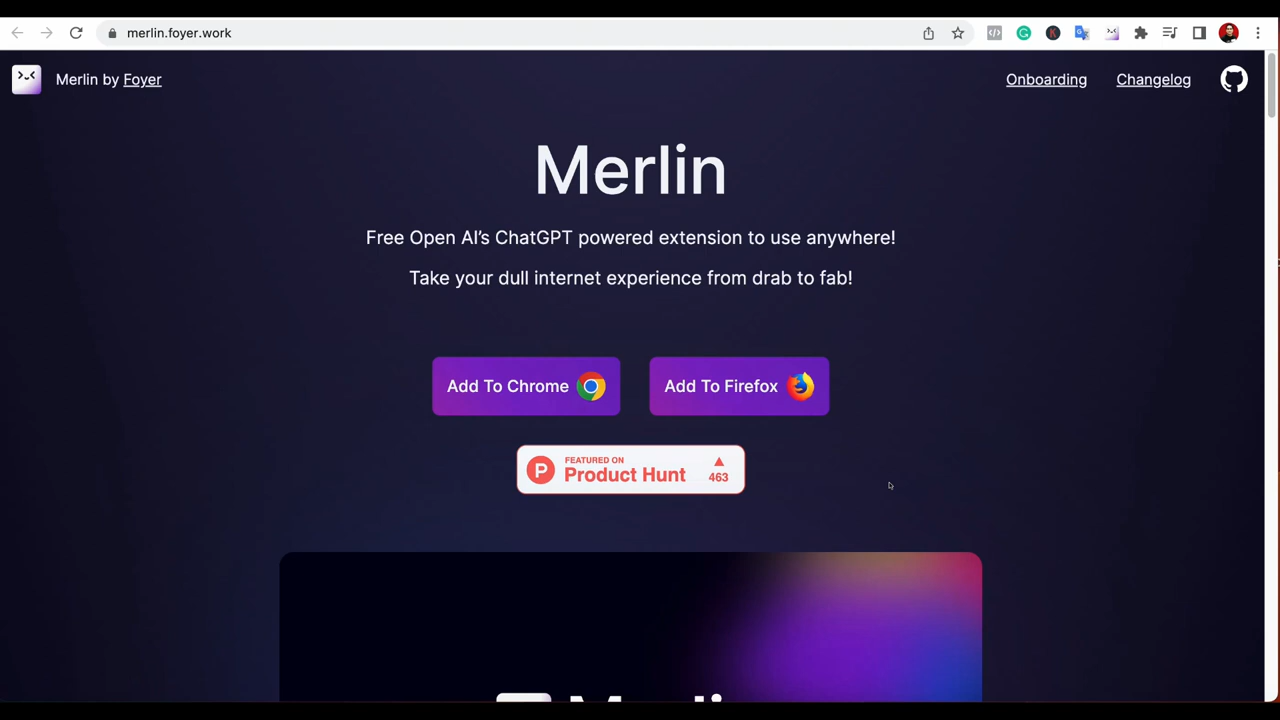 merlin.foyer.work
Merlin by Foyer
Onboarding
Changelog
Merlin
Free Open AI's ChatGPT powered extension to use anywhere!
Take your dull internet experience from drab to fab!
Add To Chrome
Add To Firefox
FEATURED ON
Product Hunt
463